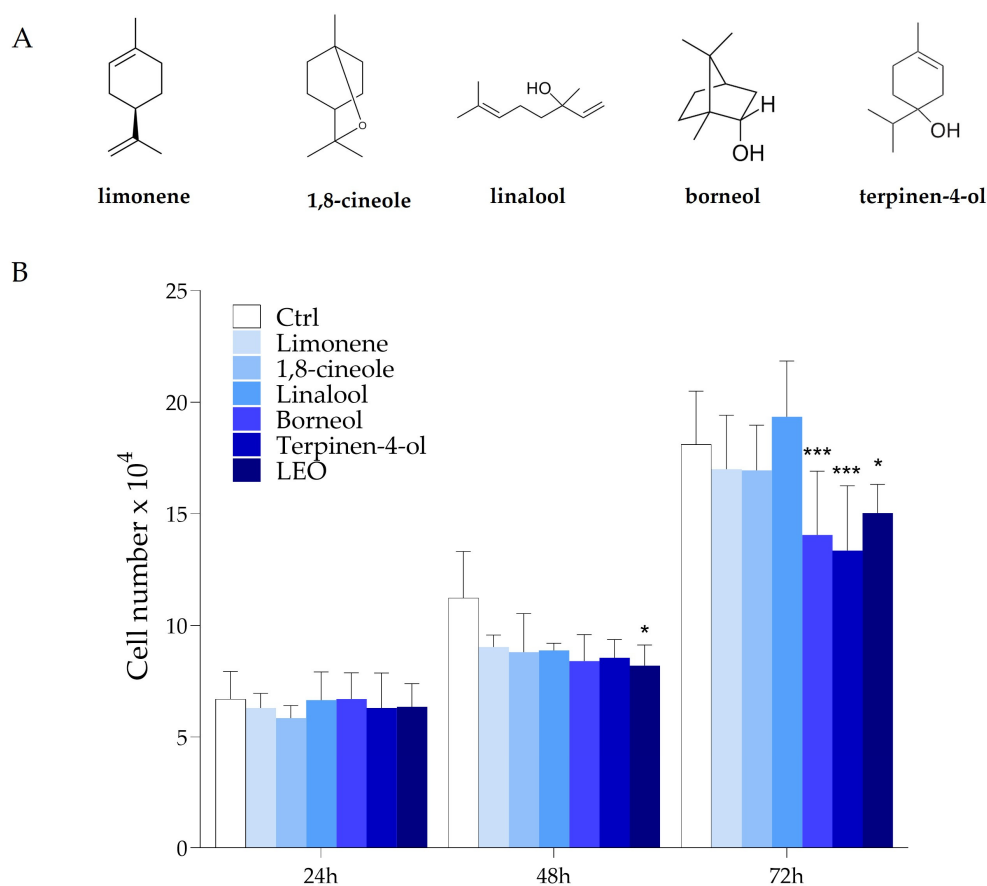 A
HO
H
OH
O
OH
limonene
1,8-cineole
linalool
borneol
terpinen-4-ol
B
25
Ctrl
Limonene
1,8-cineole
Linalool
Borneol
Terpinen-4-ol
LEO
20
15
10
5
0
Cell number x 10⁴
*
***
***
*
24h
48h
72h